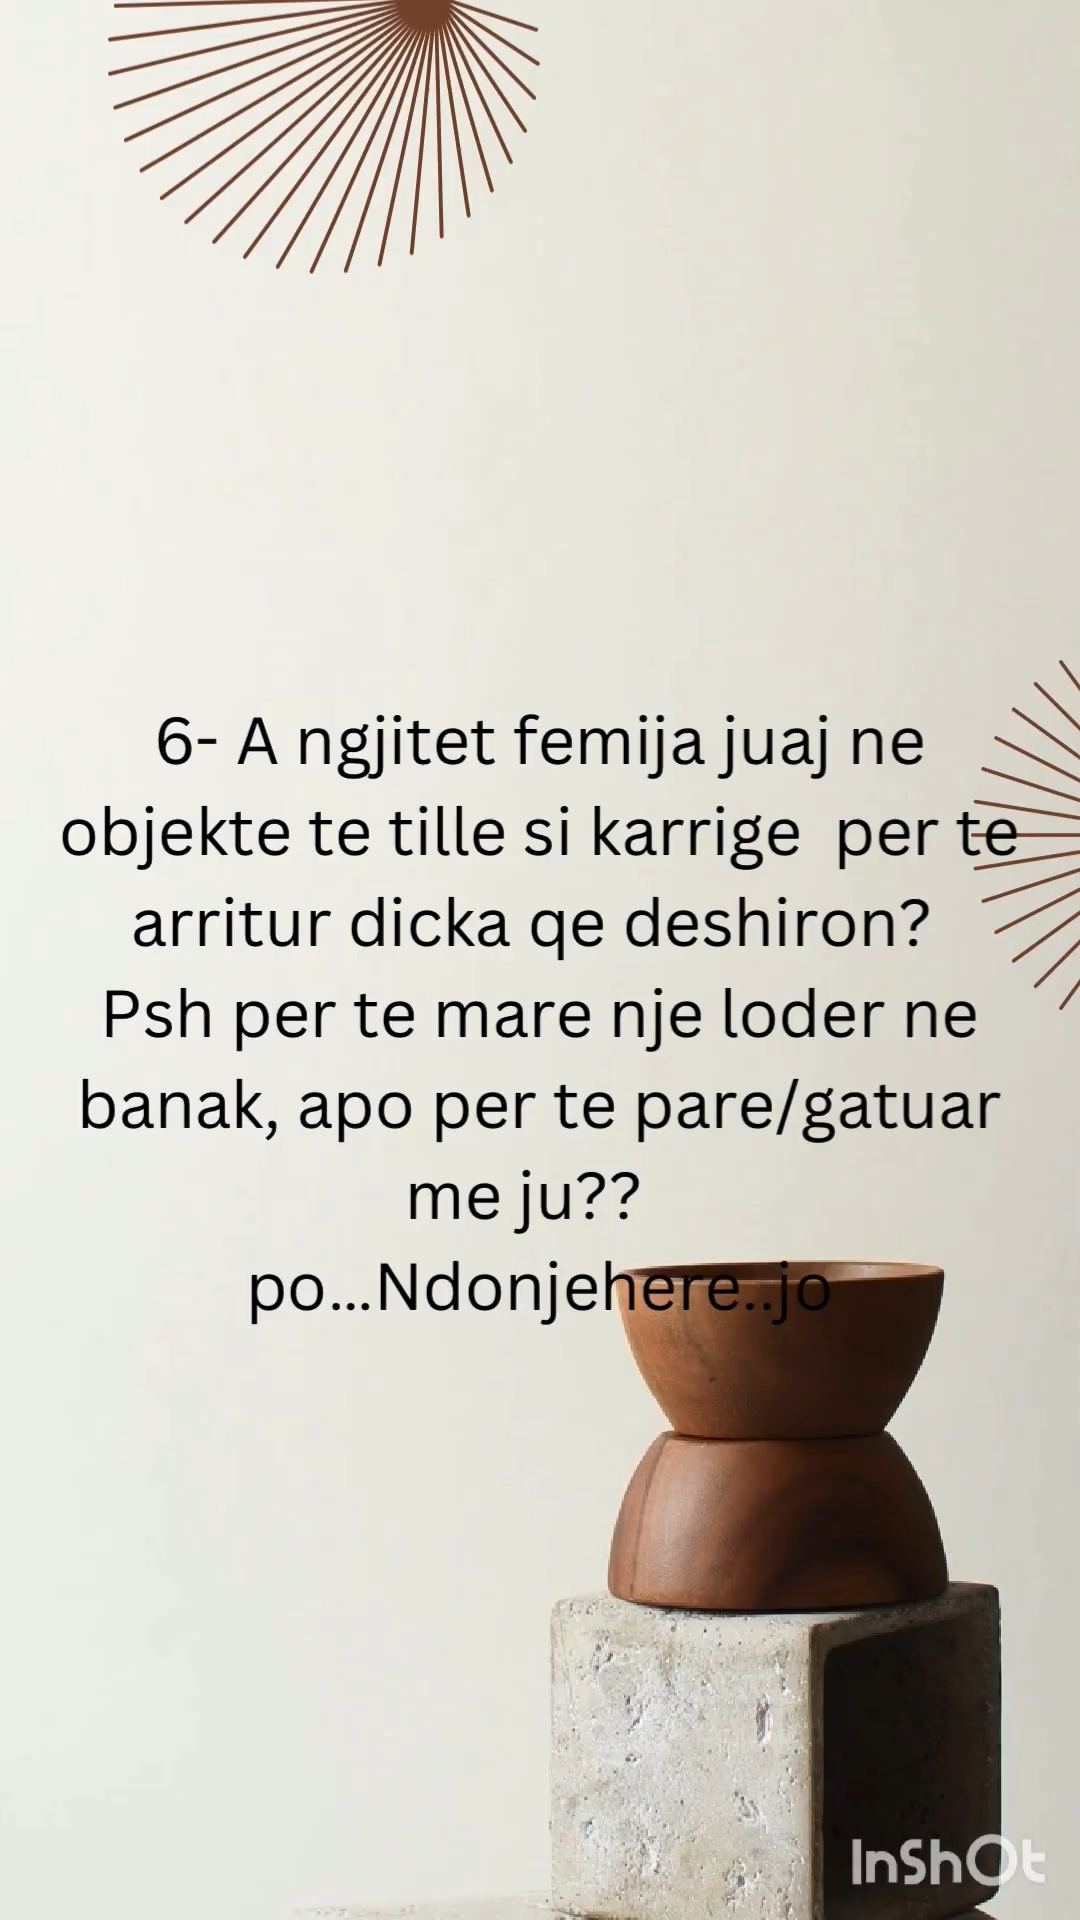 6- A ngjitet femija juaj ne
objekte te tille si karrige  per te
arritur dicka qe deshiron?
Psh per te mare nje loder ne
banak, apo per te pare/gatuar
me ju??
po...Ndonjehere..jo
InShOt